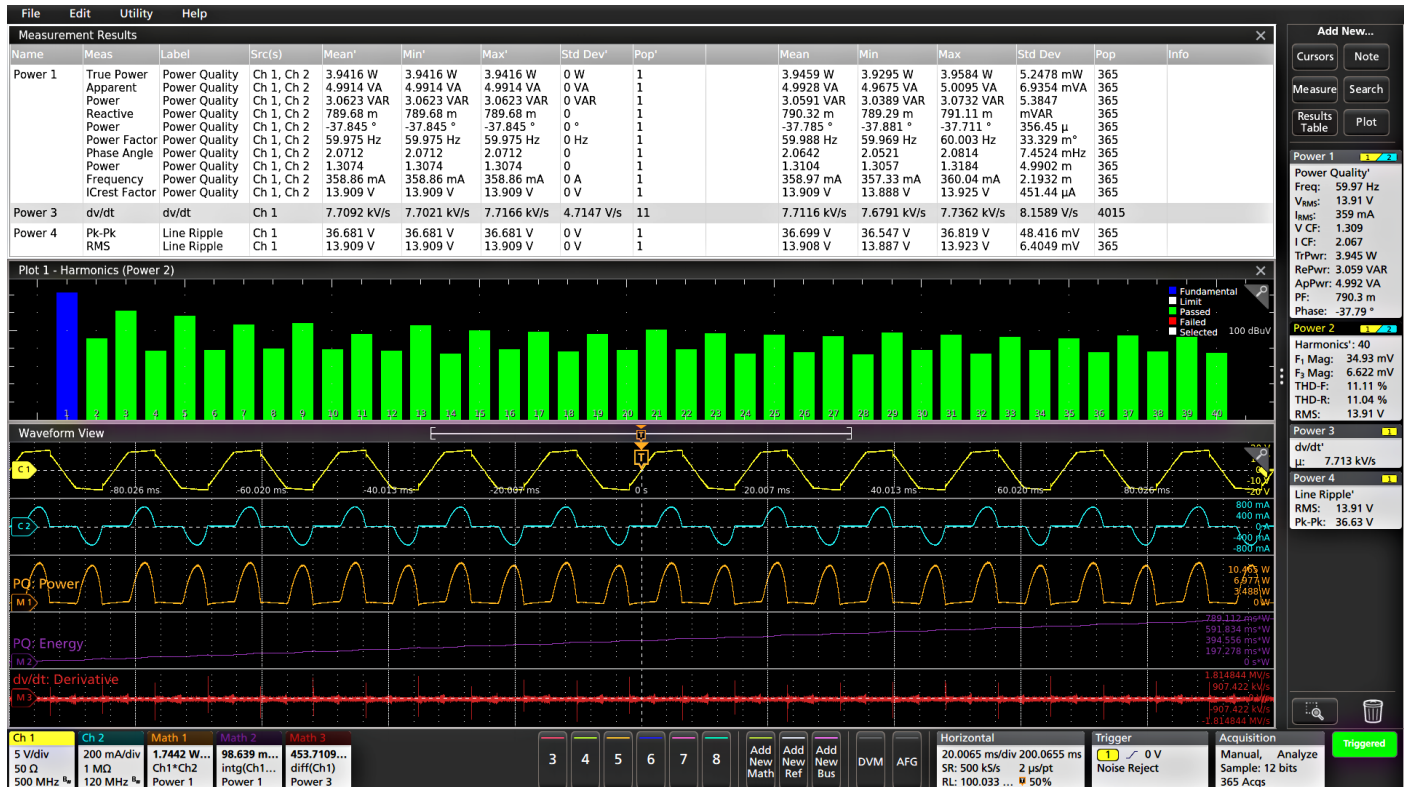 File Edit Utility Help
Measurement Results
Name Meas Label Src(s) Mean' Min' Max' Std Dev' Pop' Mean Min Max Std Dev Pop Info
Power 1 True Power Power Quality Ch 1, Ch 2 3.9416 W 3.9416 W 3.9416 W 0 W 1 3.9459 W 3.9295 W 3.9584 W 5.2478 mW 365
Apparent Power Quality Ch 1, Ch 2 4.9914 VA 4.9914 VA 4.9914 VA 0 VA 1 4.9928 VA 4.9675 VA 5.0095 VA 6.9354 mVA 365
Power Power Quality Ch 1, Ch 2 3.0623 VAR 3.0623 VAR 3.0623 VAR 0 VAR 1 3.0591 VAR 3.0389 VAR 3.0732 VAR 5.3847 365
Reactive Power Quality Ch 1, Ch 2 789.68 m 789.68 m 789.68 m 0 1 790.32 m 789.29 m 791.11 m mVAR 365
Power Power Quality Ch 1, Ch 2 -37.845 ° -37.845 ° -37.845 ° 0 ° 1 -37.785 ° -37.881 ° -37.711 ° 356.45 µ 365
Power Factor Power Quality Ch 1, Ch 2 59.975 Hz 59.975 Hz 59.975 Hz 0 Hz 1 59.988 Hz 59.969 Hz 60.003 Hz 33.329 m° 365
Phase Angle Power Quality Ch 1, Ch 2 2.0712 2.0712 2.0712 0 1 2.0642 2.0521 2.0814 7.4524 mHz 365
Power Power Quality Ch 1, Ch 2 1.3074 1.3074 1.3074 0 1 1.3104 1.3057 1.3184 4.9902 m 365
Frequency Power Quality Ch 1, Ch 2 358.86 mA 358.86 mA 358.86 mA 0 A 1 358.97 mA 357.33 mA 360.04 mA 2.1932 m 365
ICrest Factor Power Quality Ch 1, Ch 2 13.909 V 13.909 V 13.909 V 0 V 1 13.909 V 13.888 V 13.925 V 451.44 µA 365
Power 3 dv/dt dv/dt Ch 1 7.7092 kV/s 7.7021 kV/s 7.7166 kV/s 4.7147 V/s 11 7.7116 kV/s 7.6791 kV/s 7.7362 kV/s 8.1589 V/s 4015
Power 4 Pk-Pk Line Ripple Ch 1 36.681 V 36.681 V 36.681 V 0 V 1 36.699 V 36.547 V 36.819 V 48.416 mV 365
RMS Line Ripple Ch 1 13.909 V 13.909 V 13.909 V 0 V 1 13.908 V 13.887 V 13.923 V 6.4049 mV 365
Plot 1 - Harmonics (Power 2)
Fundamental
Limit
Passed
Failed
Selected
100 dBuV
1 2 3 4 5 6 7 8 9 10 11 12 13 14 15 16 17 18 19 20 21 22 23 24 25 26 27 28 29 30 31 32 33 34 35 36 37 38 39 40
Waveform View
T
T
C 1
-10 V
-20 V
-80.026 ms -60.020 ms -40.013 ms -20.007 ms 0 s 20.007 ms 40.013 ms 60.020 ms 80.026 ms
C 2
800 mA
400 mA
0 A
-400 mA
-800 mA
PQ: Power
M 1
10.465 W
6.977 W
3.488 W
0 W
PQ: Energy
M 2
789.112 ms*W
591.834 ms*W
394.556 ms*W
197.278 ms*W
0 s*W
dv/dt: Derivative
M 3
1.814844 MV/s
907.422 kV/s
-907.422 kV/s
-1.814844 MV/s
Add New...
Cursors Note
Measure Search
Results Table Plot
Power 1 1 2
Power Quality'
Freq: 59.97 Hz
VRMS: 13.91 V
IRMS: 359 mA
V CF: 1.309
I CF: 2.067
TrPwr: 3.945 W
RePwr: 3.059 VAR
ApPwr: 4.992 VA
PF: 790.3 m
Phase: -37.79 °
Power 2 1 2
Harmonics': 40
F1 Mag: 34.93 mV
F3 Mag: 6.622 mV
THD-F: 11.11 %
THD-R: 11.04 %
RMS: 13.91 V
Power 3 1
dv/dt'
µ: 7.713 kV/s
Power 4 1
Line Ripple'
RMS: 13.91 V
Pk-Pk: 36.63 V
Ch 1
5 V/div
50 Ω
500 MHz
Ch 2
200 mA/div
1 MΩ
120 MHz
Math 1
1.7442 W...
Ch1*Ch2
Power 1
Math 2
98.639 m...
intg(Ch1...
Power 1
Math 3
453.7109...
diff(Ch1)
Power 3
3 4 5 6 7 8
Add New Math
Add New Ref
Add New Bus
DVM AFG
Horizontal
20.0065 ms/div 200.0655 ms
SR: 500 kS/s 2 µs/pt
RL: 100.033 ... 50%
Trigger
1 0 V
Noise Reject
Acquisition
Manual, Analyze
Sample: 12 bits
365 Acqs
Triggered